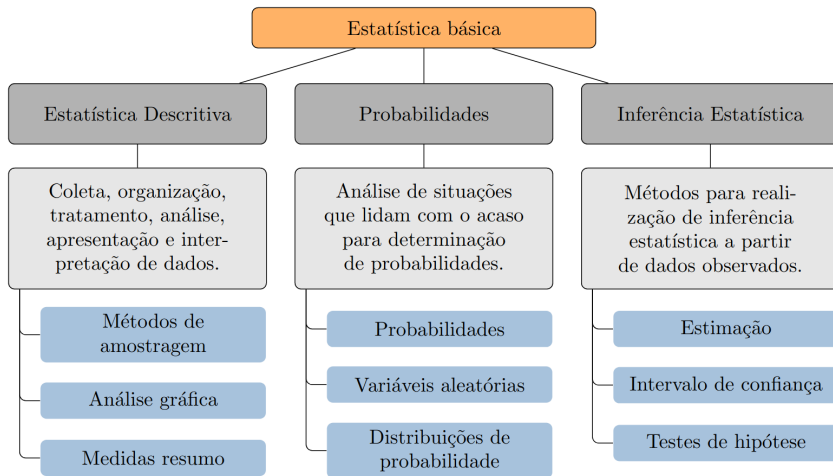 Estatística básica
Estatística Descritiva
Probabilidades
Inferência Estatística
Coleta, organização,
tratamento, análise,
apresentação e inter-
pretação de dados.
Análise de situações
que lidam com o acaso
para determinação
de probabilidades.
Métodos para reali-
zação de inferência
estatística a partir
de dados observados.
Métodos de
amostragem
Análise gráfica
Medidas resumo
Probabilidades
Variáveis aleatórias
Distribuições de
probabilidade
Estimação
Intervalo de confiança
Testes de hipótese